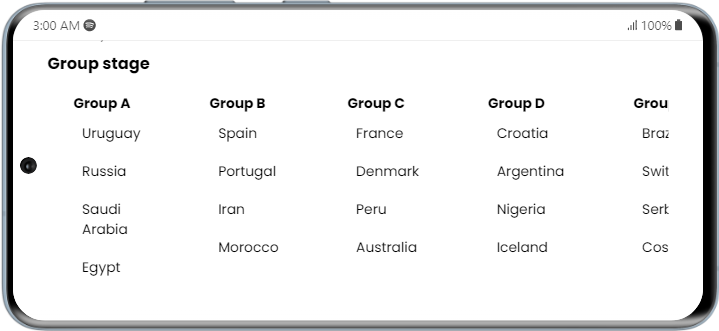 3:00 AM 100%
Group stage
Group A Group B Group C Group D Grou
Uruguay Spain France Croatia Braz
Russia Portugal Denmark Argentina Swit
Saudi Iran Peru Nigeria Serb
Arabia
Morocco Australia Iceland Cos
Egypt